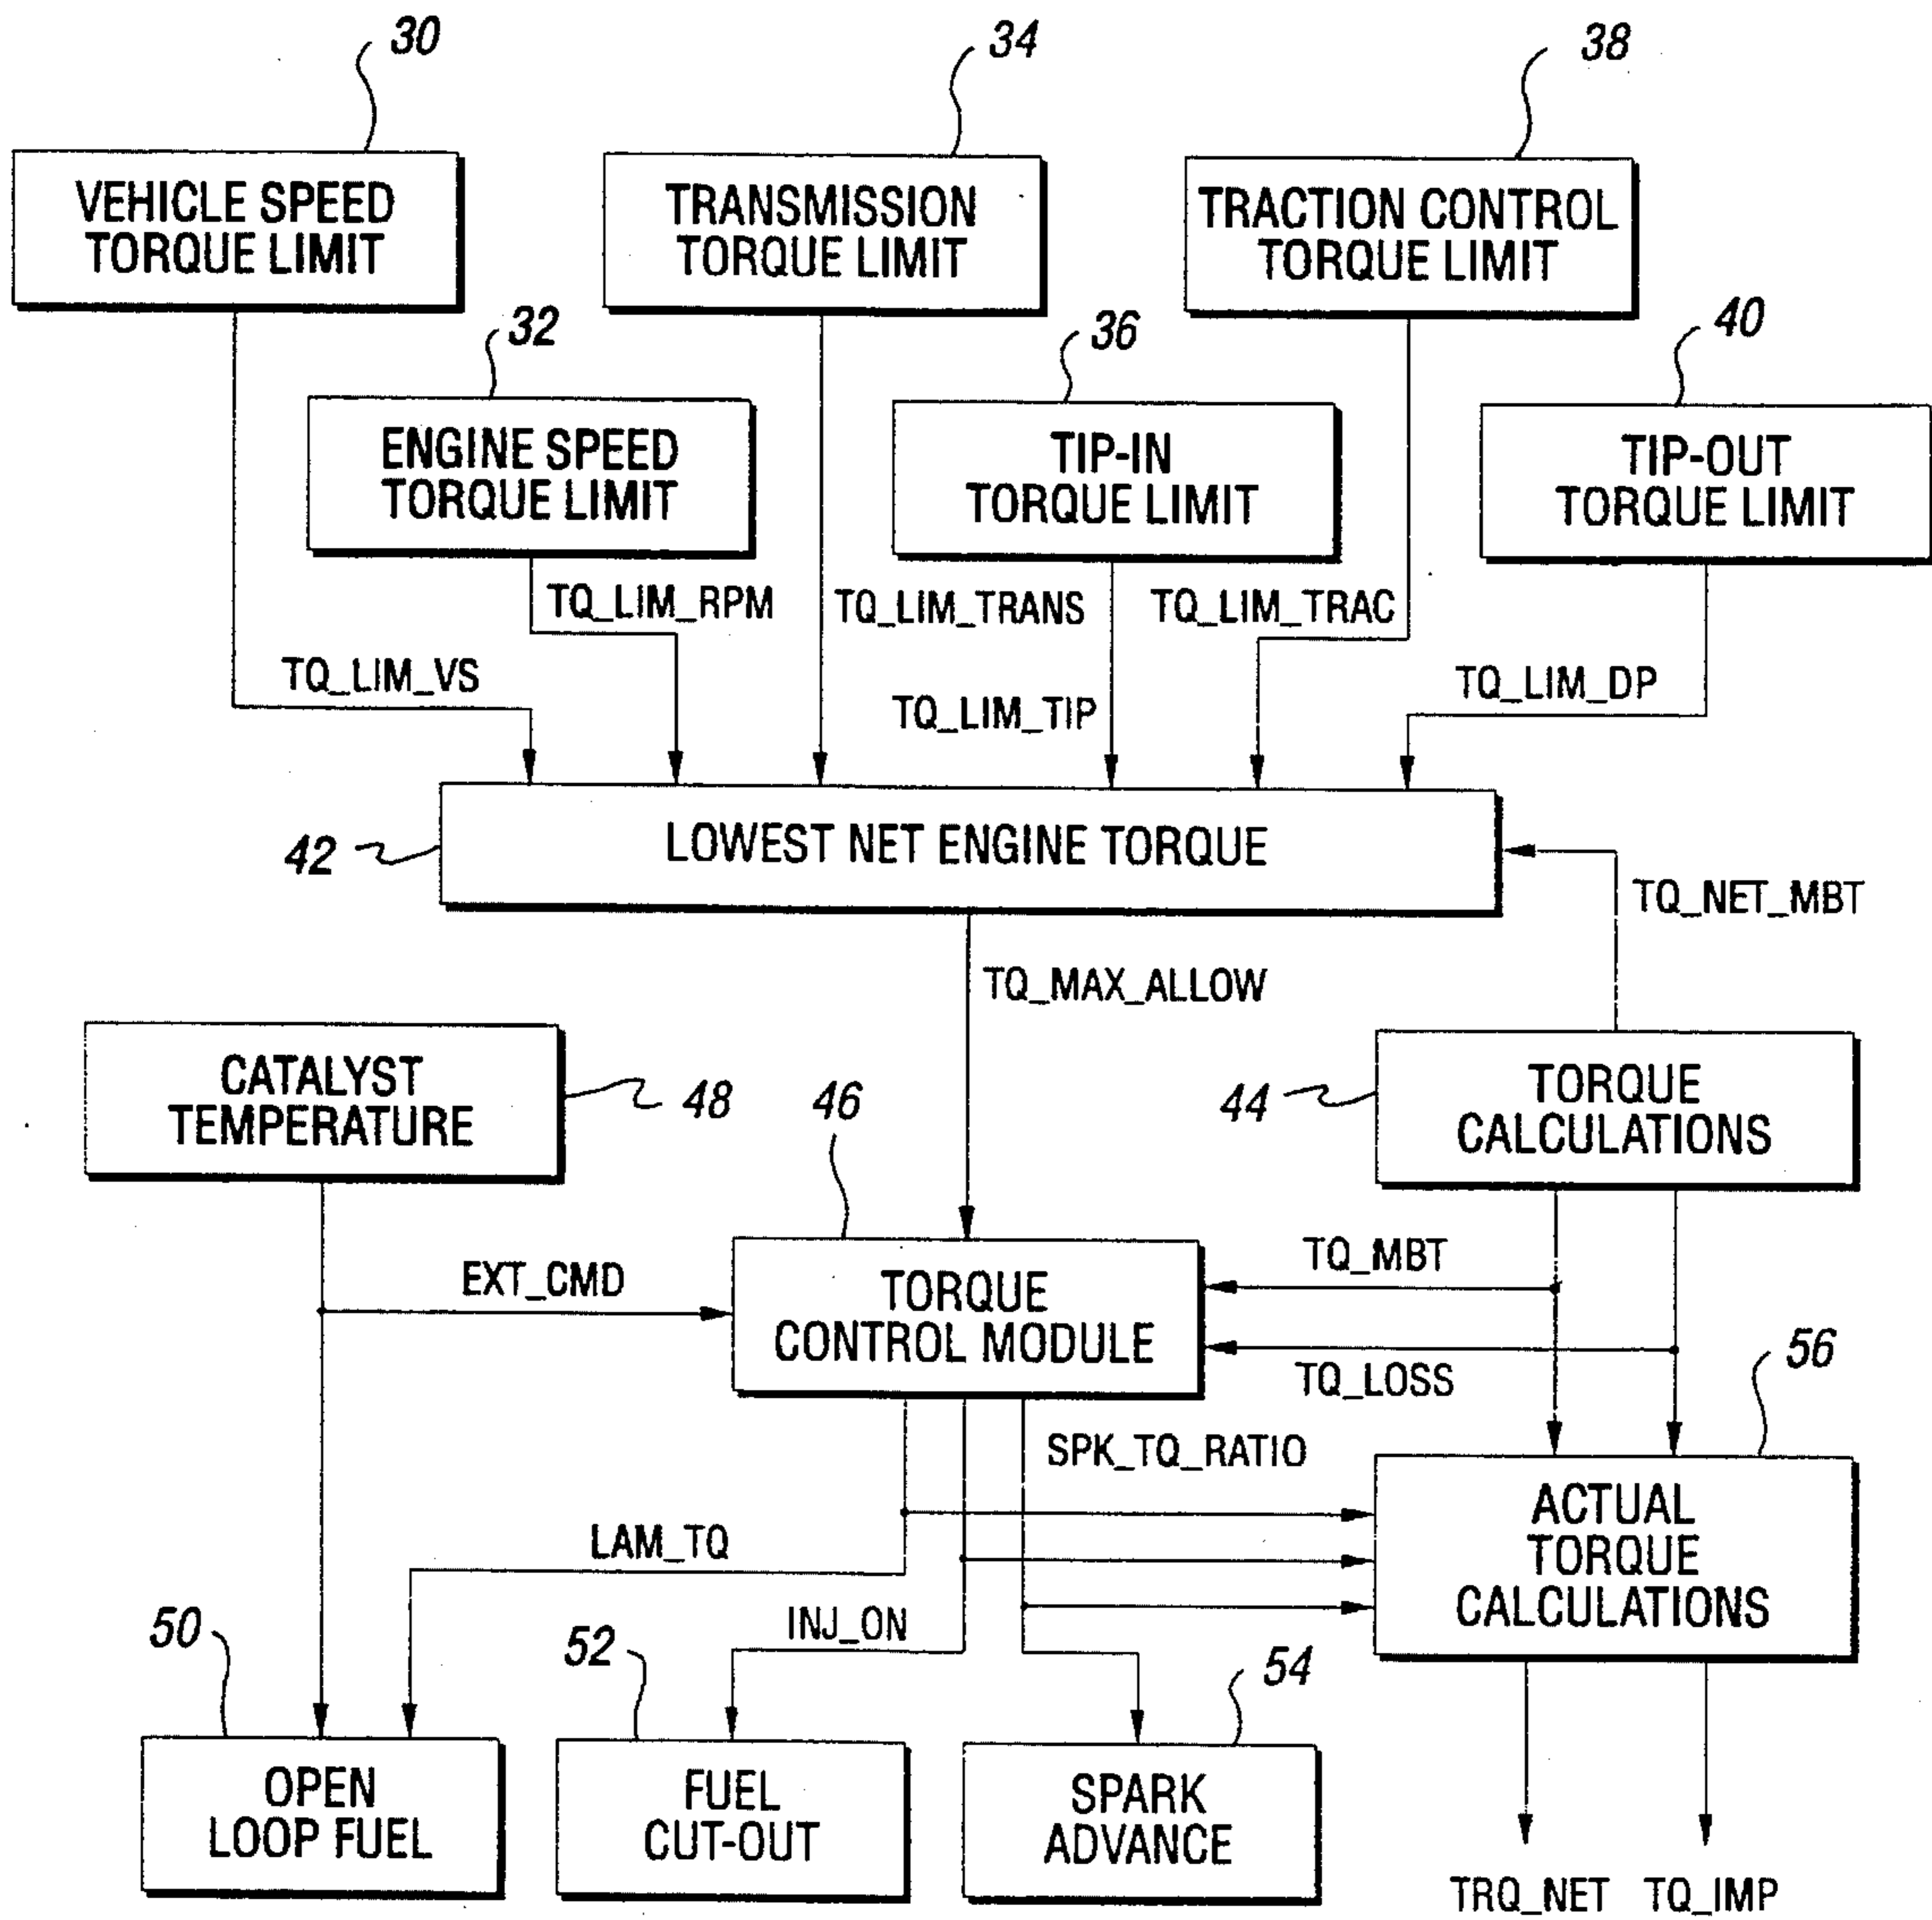 30
34
38
VEHICLE SPEED
TORQUE LIMIT
TRANSMISSION
TORQUE LIMIT
TRACTION CONTROL
TORQUE LIMIT
32
36
40
ENGINE SPEED
TORQUE LIMIT
TIP-IN
TORQUE LIMIT
TIP-OUT
TORQUE LIMIT
TQ_LIM_RPM
TQ_LIM_TRANS
TQ_LIM_TRAC
TQ_LIM_VS
TQ_LIM_TIP
TQ_LIM_DP
42
LOWEST NET ENGINE TORQUE
TQ_NET_MBT
TQ_MAX_ALLOW
CATALYST
TEMPERATURE
48
46
44
TORQUE
CALCULATIONS
EXT_CMD
TORQUE
CONTROL MODULE
TQ_MBT
TQ_LOSS
56
SPK_TQ_RATIO
LAM_TQ
ACTUAL
TORQUE
CALCULATIONS
INJ_ON
50
52
54
OPEN
LOOP FUEL
FUEL
CUT-OUT
SPARK
ADVANCE
TRQ_NET
TQ_IMP